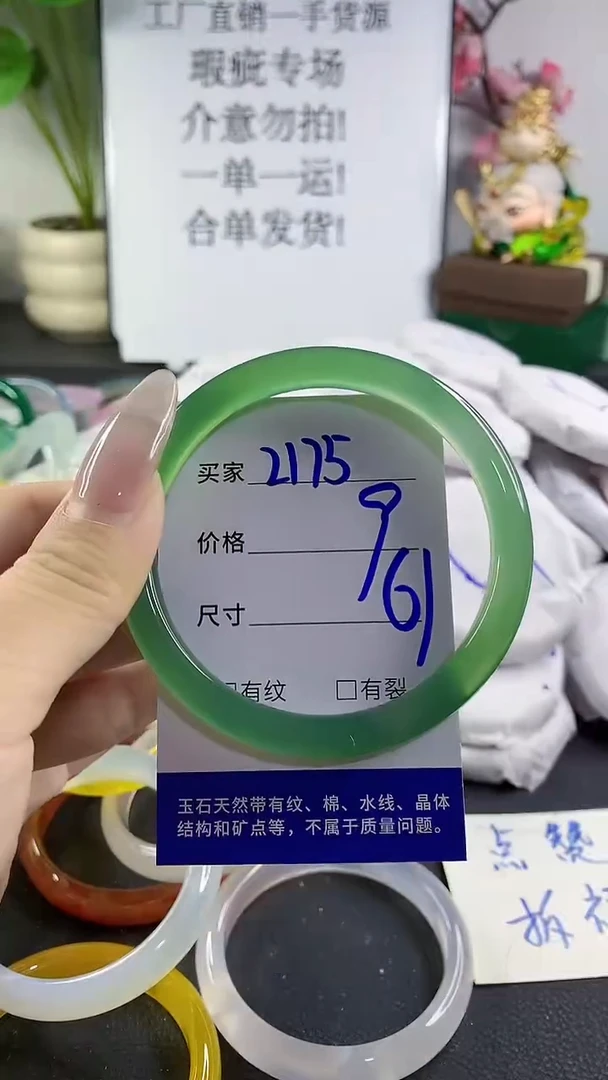 工厂直销一手货源
瑕疵专场
介意勿拍!
一单一运!
合单发货!
买家 2175
价格 9
尺寸 61
□有纹 □有裂
玉石天然带有纹、棉、水线、晶体
结构和矿点等，不属于质量问题。
点赞
拆